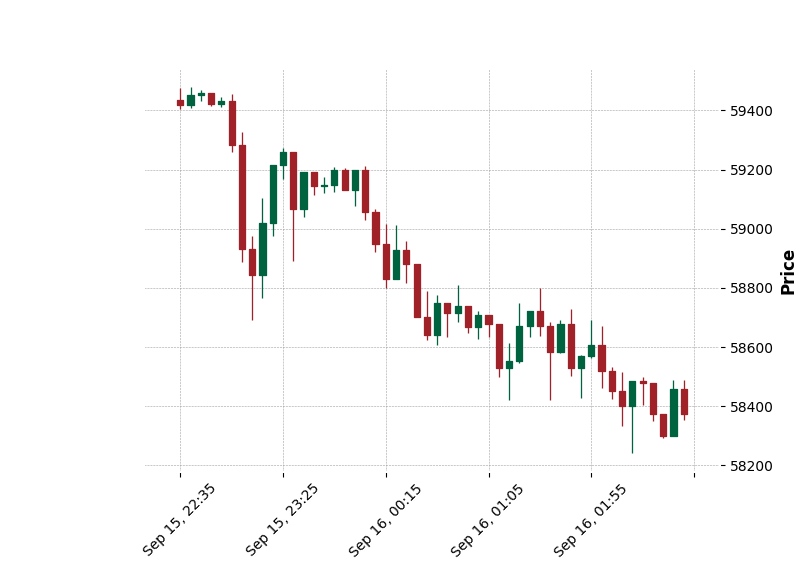 59400
59200
59000
58800
58600
58400
58200
Price
Sep 15, 22:35
Sep 15, 23:25
Sep 16, 00:15
Sep 16, 01:05
Sep 16, 01:55